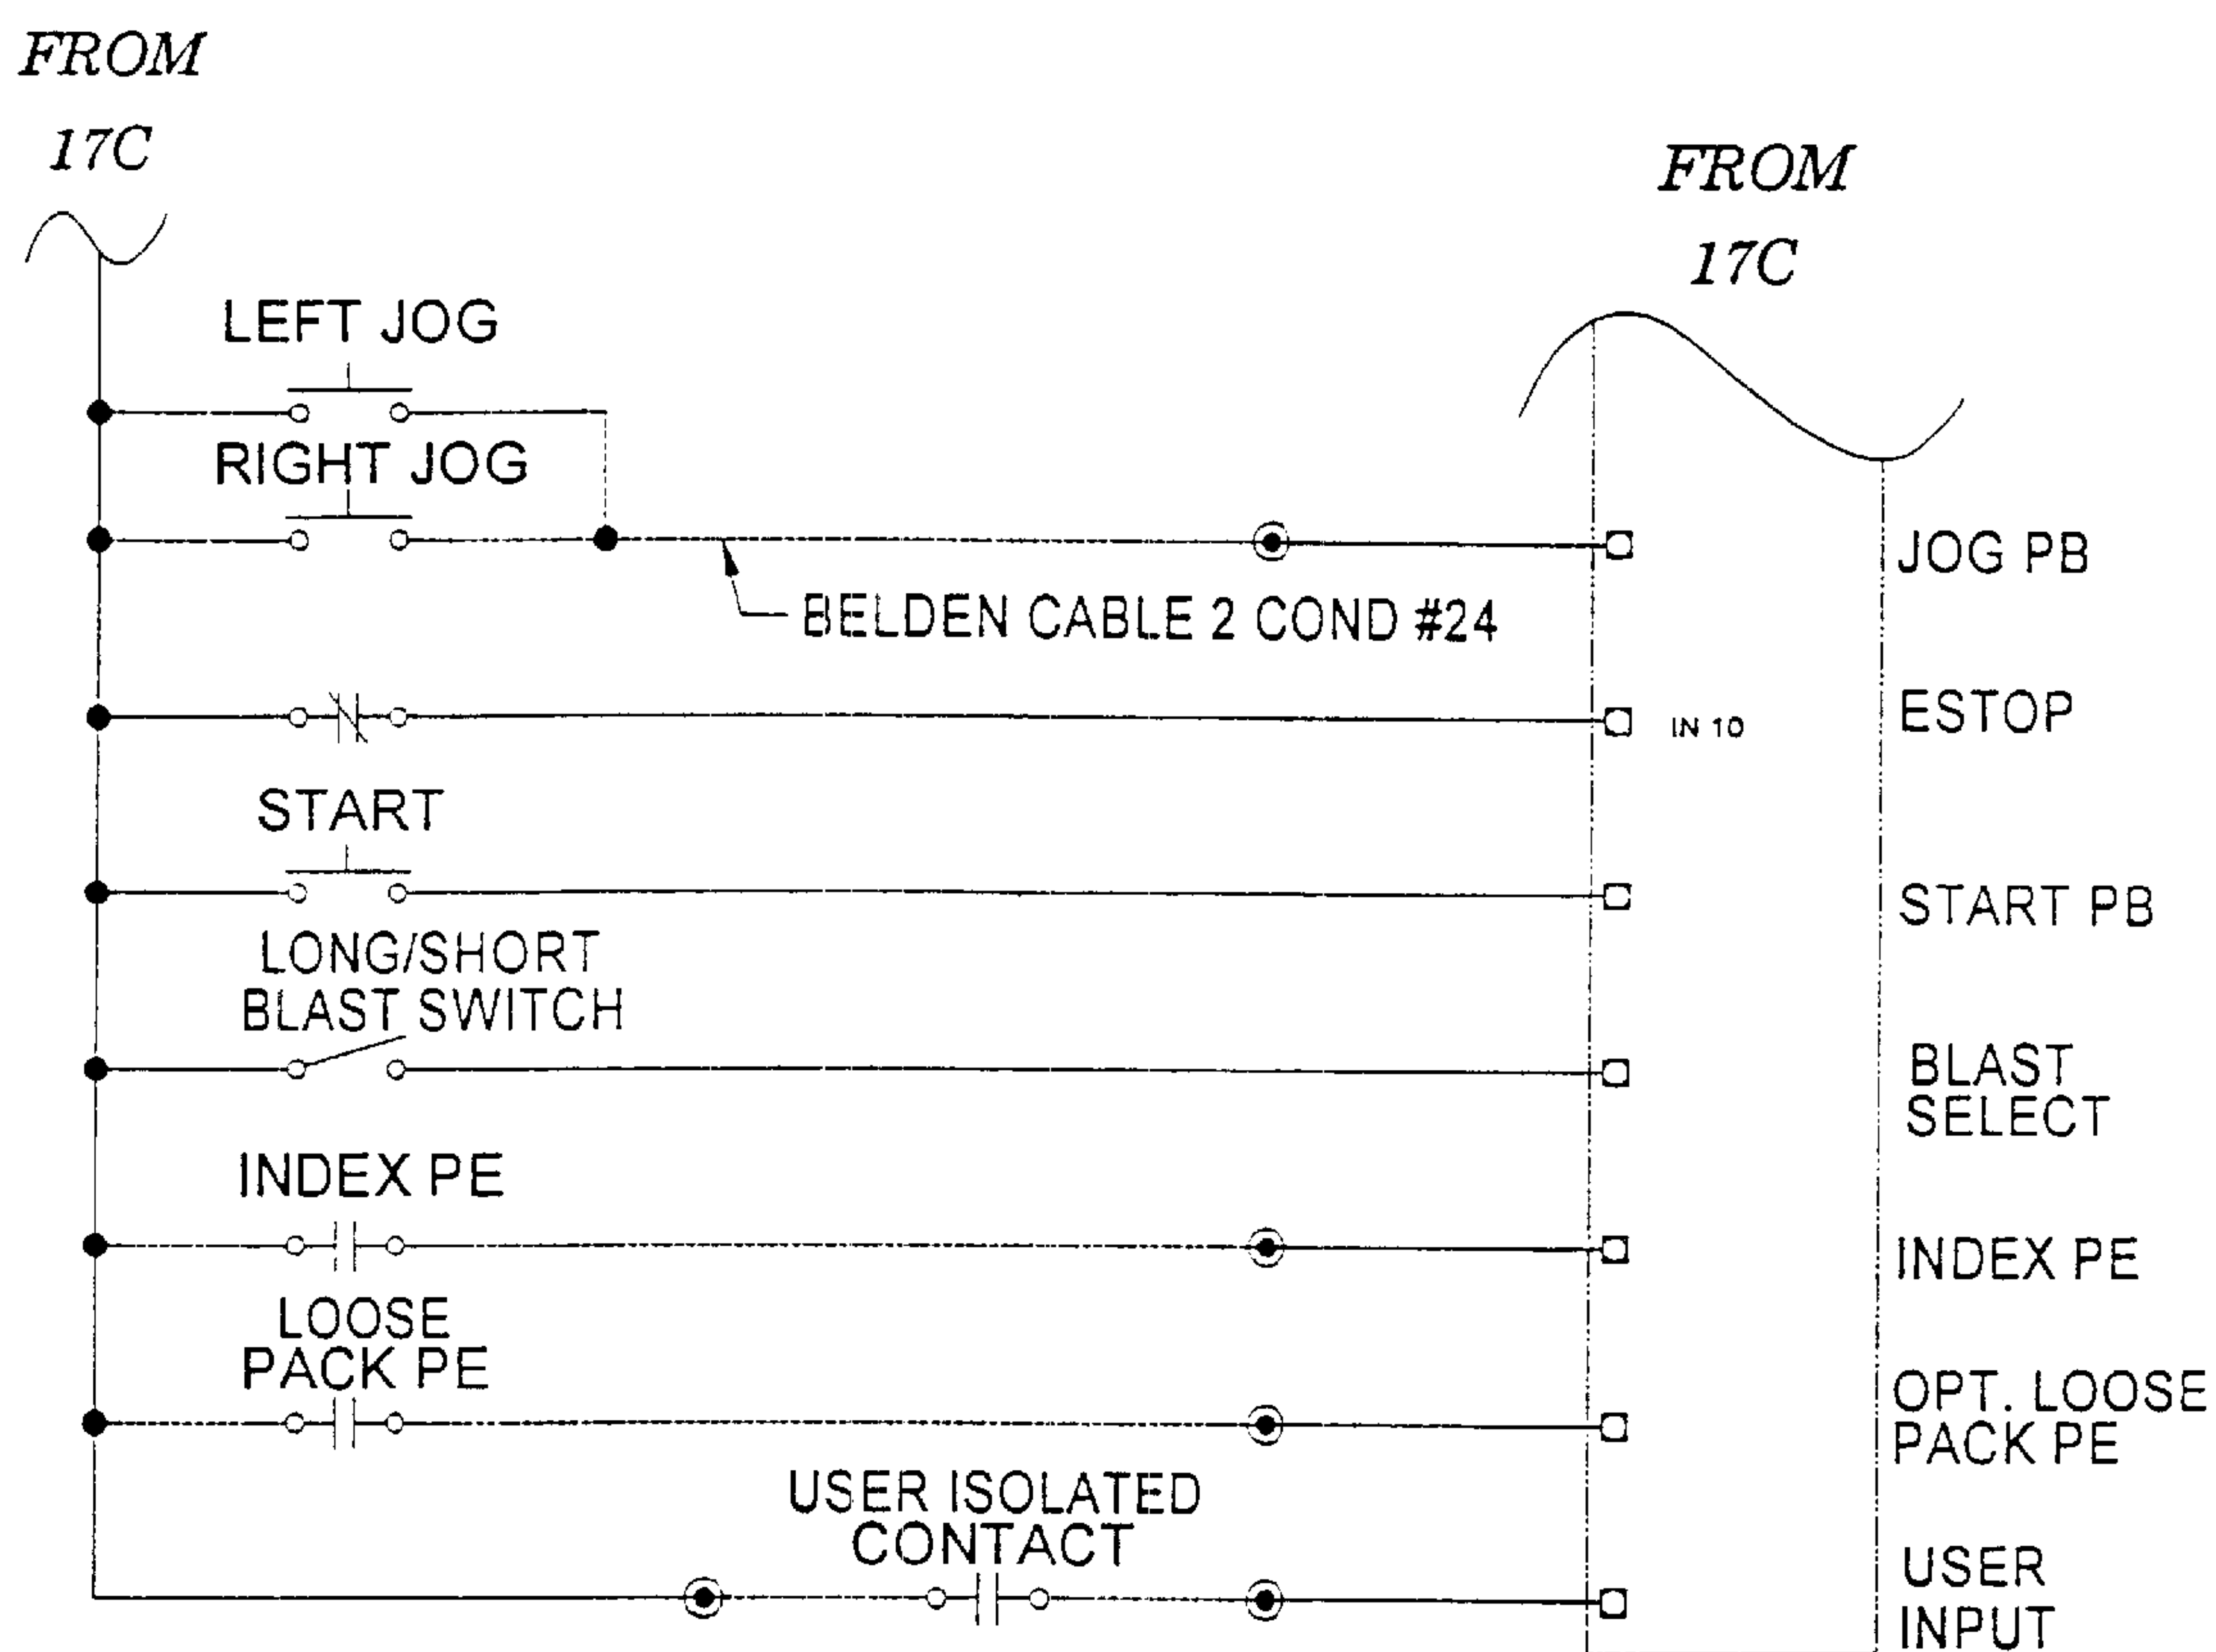 FROM
17C
FROM
17C
LEFT JOG
RIGHT JOG
JOG PB
BELDEN CABLE 2 COND #24
IN 10
ESTOP
START
START PB
LONG/SHORT
BLAST SWITCH
BLAST
SELECT
INDEX PE
INDEX PE
LOOSE
PACK PE
OPT. LOOSE
PACK PE
USER ISOLATED
CONTACT
USER
INPUT